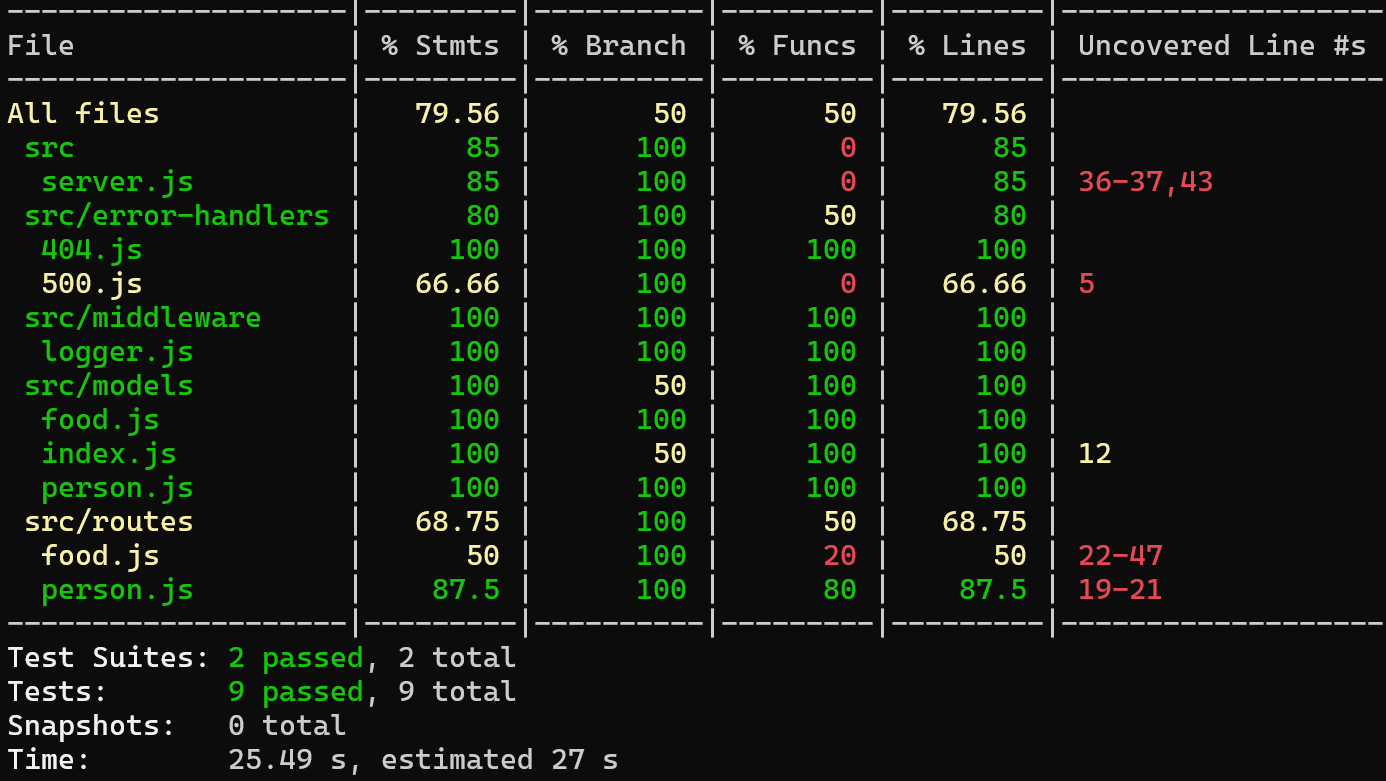 --------------------|---------|----------|---------|---------|-------------------
File                | % Stmts | % Branch | % Funcs | % Lines | Uncovered Line #s
--------------------|---------|----------|---------|---------|-------------------
All files           |   79.56 |       50 |      50 |   79.56 |
 src                |      85 |      100 |       0 |      85 |
  server.js         |      85 |      100 |       0 |      85 | 36-37,43
 src/error-handlers |      80 |      100 |      50 |      80 |
  404.js            |     100 |      100 |     100 |     100 |
  500.js            |   66.66 |      100 |       0 |   66.66 | 5
 src/middleware     |     100 |      100 |     100 |     100 |
  logger.js         |     100 |      100 |     100 |     100 |
 src/models         |     100 |       50 |     100 |     100 |
  food.js           |     100 |      100 |     100 |     100 |
  index.js          |     100 |       50 |     100 |     100 | 12
  person.js         |     100 |      100 |     100 |     100 |
 src/routes         |   68.75 |      100 |      50 |   68.75 |
  food.js           |      50 |      100 |      20 |      50 | 22-47
  person.js         |    87.5 |      100 |      80 |    87.5 | 19-21
--------------------|---------|----------|---------|---------|-------------------
Test Suites: 2 passed, 2 total
Tests:       9 passed, 9 total
Snapshots:   0 total
Time:        25.49 s, estimated 27 s